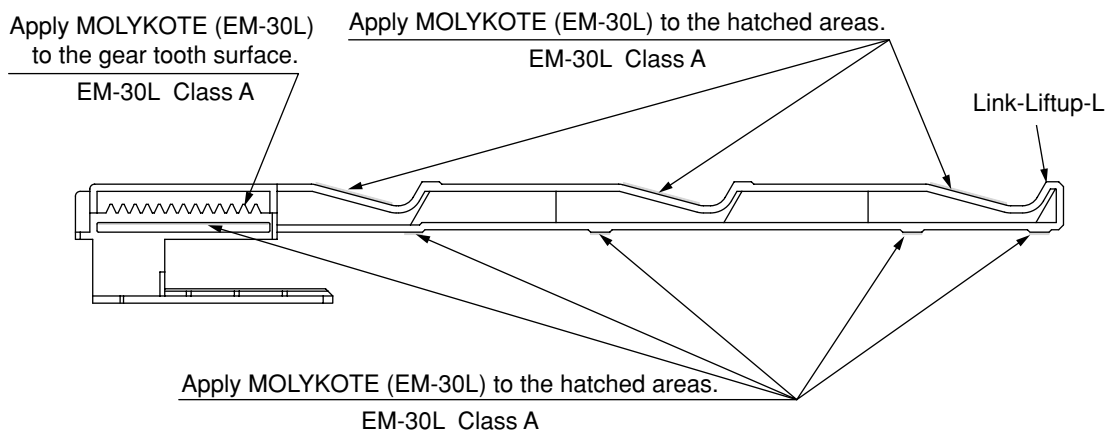 Apply MOLYKOTE (EM-30L)
to the gear tooth surface.
EM-30L Class A
Apply MOLYKOTE (EM-30L) to the hatched areas.
EM-30L Class A
Link-Liftup-L
Apply MOLYKOTE (EM-30L) to the hatched areas.
EM-30L Class A